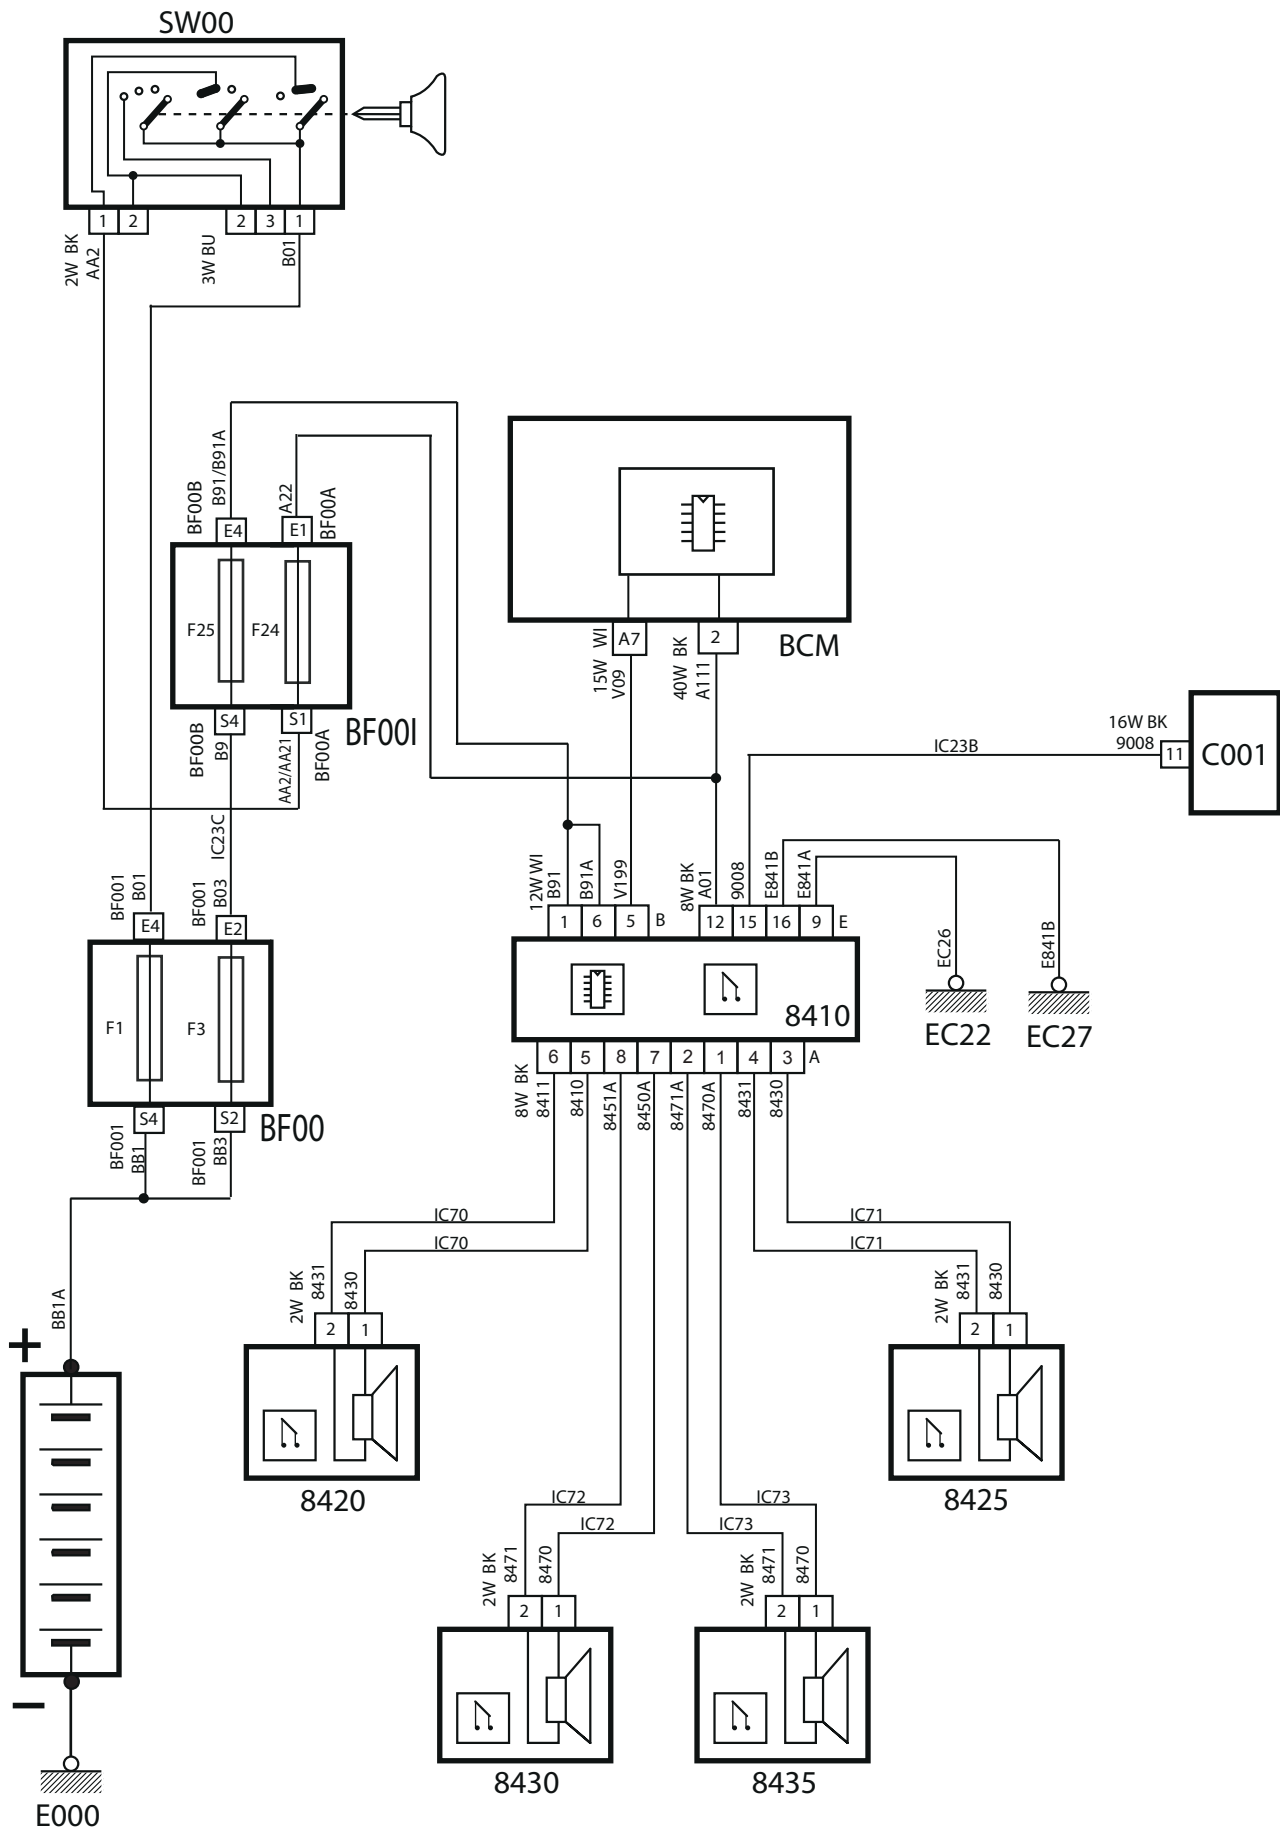 SW00
1 2 2 3 1
2W BK
AA2
3W BU
B01
BF00B
B91/B91A
A22
BF00A
E4 E1
F25 F24
S4 S1
BF00B
B9
AA2/AA21
BF00A
BF00I
IC23C
BCM
A7 2
15W WI
V09
40W BK
A111
16W BK
9008
11
C001
IC23B
BF001
B01
BF001
B03
E4 E2
F1 F3
S4 S2
BF001
BB1
BF001
BB3
BF00
12W WI
B91
B91A
V199
8W BK
A01
9008
E841B
E841A
1 6 5 B 12 15 16 9 E
8410
EC26
E841B
EC22
EC27
6 5 8 7 2 1 4 3 A
8W BK
8411
8410
8451A
8450A
8471A
8470A
8431
8430
IC70
IC70
IC71
IC71
BB1A
+
−
E000
2W BK
8431
8430
2 1
8420
2W BK
8431
8430
2 1
8425
IC72
IC72
IC73
IC73
2W BK
8471
8470
2 1
8430
2W BK
8471
8470
2 1
8435